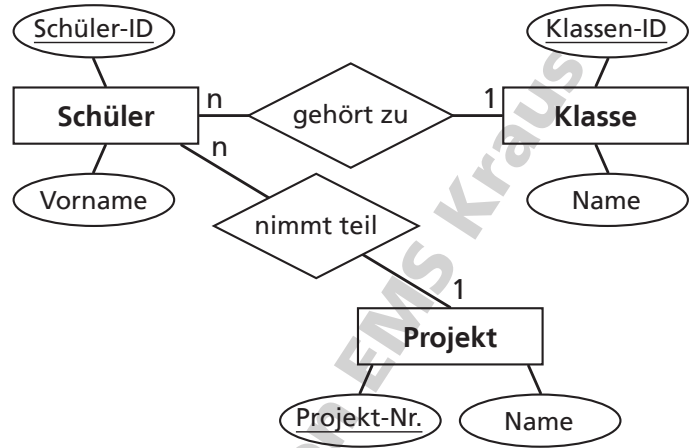 Schüler-ID
Klassen-ID
Schüler
n
gehört zu
1
Klasse
n
Vorname
Name
nimmt teil
1
Projekt
Projekt-Nr.
Name
EMS Kraus